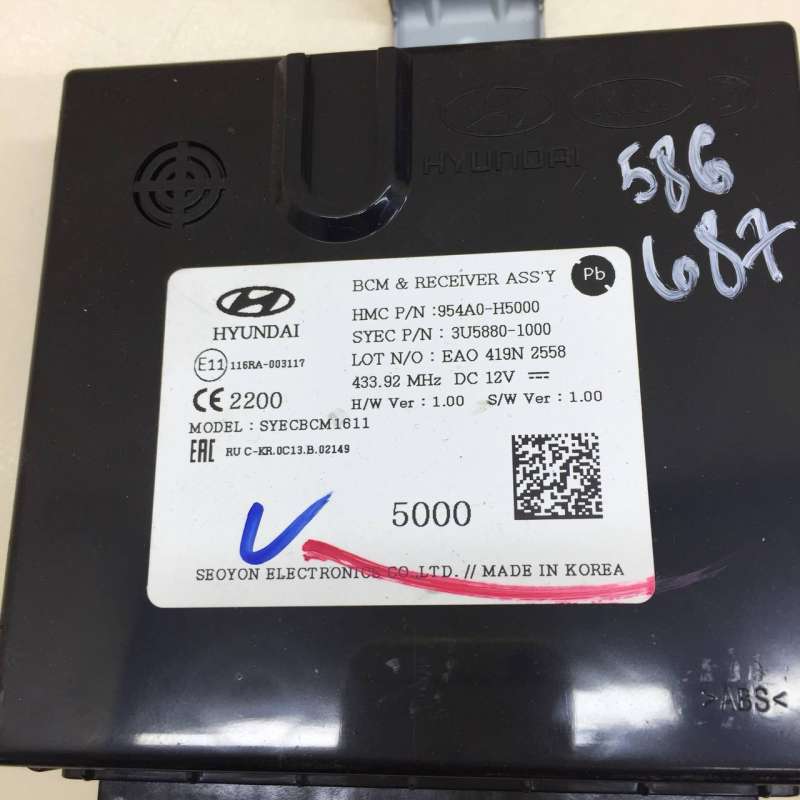 HYUNDAI
586
687
HYUNDAI
BCM & RECEIVER ASS'Y
Pb
HMC P/N :954A0-H5000
SYEC P/N : 3U5880-1000
LOT N/O : EAO 419N 2558
433.92 MHz DC 12V
H/W Ver : 1.00 S/W Ver : 1.00
E11 116RA-003117
CE 2200
MODEL : SYECBCM1611
EAC RU C-KR.0C13.B.02149
5000
SEOYON ELECTRONICS CO.,LTD. // MADE IN KOREA
>ABS<